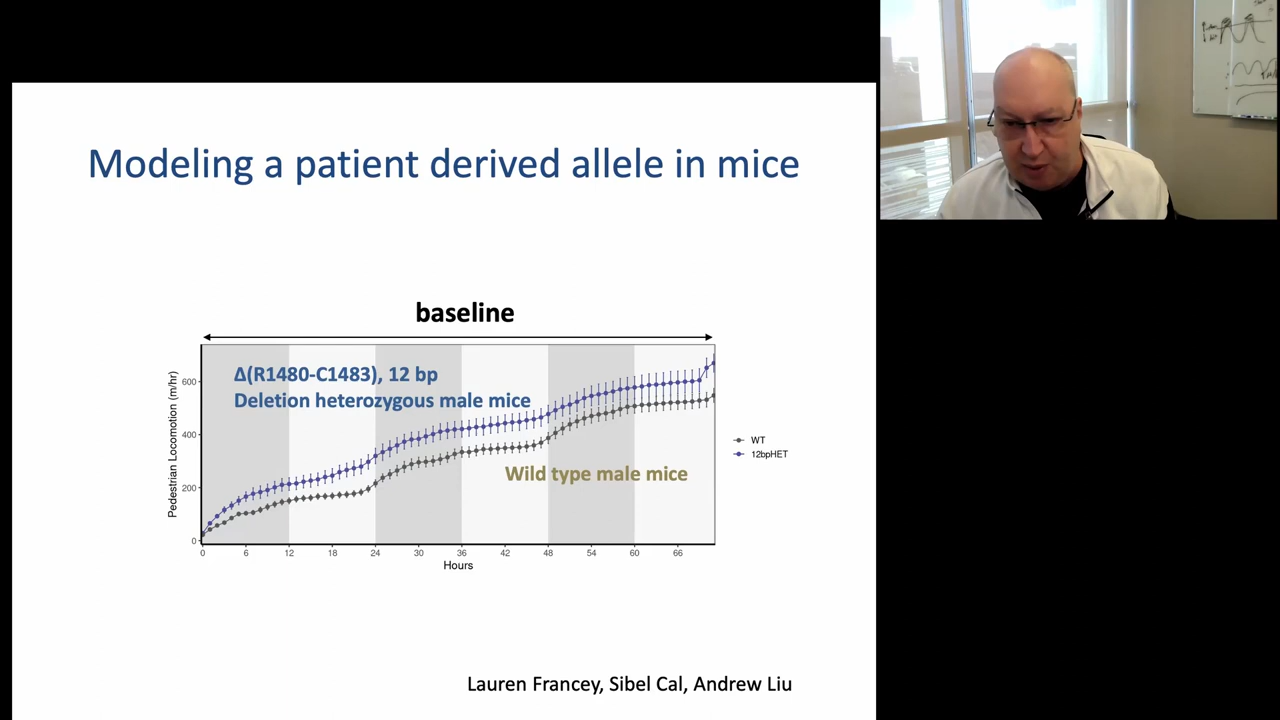 Modeling a patient derived allele in mice
baseline
Δ(R1480-C1483), 12 bp
Deletion heterozygous male mice
Wild type male mice
Pedestrian Locomotion (m/hr)
600
400
200
0
0 6 12 18 24 30 36 42 48 54 60 66
Hours
WT
12bpHET
Lauren Francey, Sibel Cal, Andrew Liu